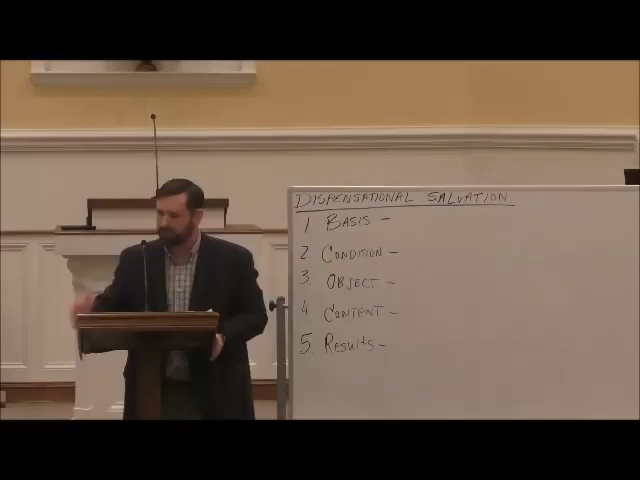 DISPENSATIONAL SALVATION
1 BASIS -
2. CONDITION -
3. OBJECT -
4 CONTENT -
5. Results -